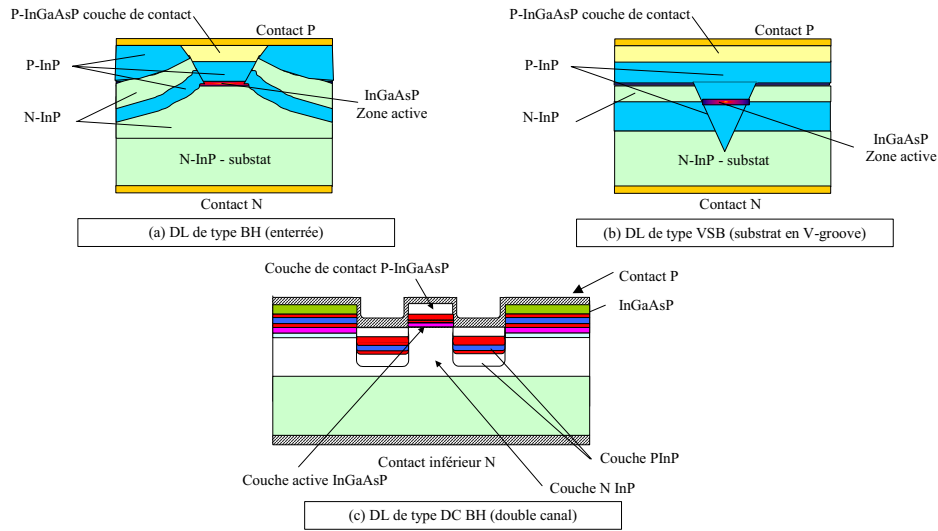 P-InGaAsP couche de contact
Contact P
P-InP
N-InP
InGaAsP
Zone active
N-InP - substat
Contact N
(a) DL de type BH (enterrée)
P-InGaAsP couche de contact
Contact P
P-InP
N-InP
InGaAsP
Zone active
N-InP - substat
Contact N
(b) DL de type VSB (substrat en V-groove)
Couche de contact P-InGaAsP
Contact P
InGaAsP
Contact inférieur N
Couche active InGaAsP
Couche PInP
Couche N InP
(c) DL de type DC BH (double canal)